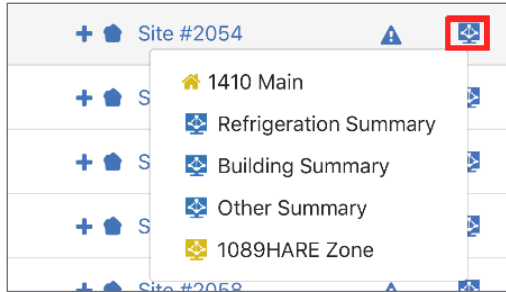 Site #2054
1410 Main
S
Refrigeration Summary
S
Building Summary
S
Other Summary
S
1089HARE Zone
Site #2058